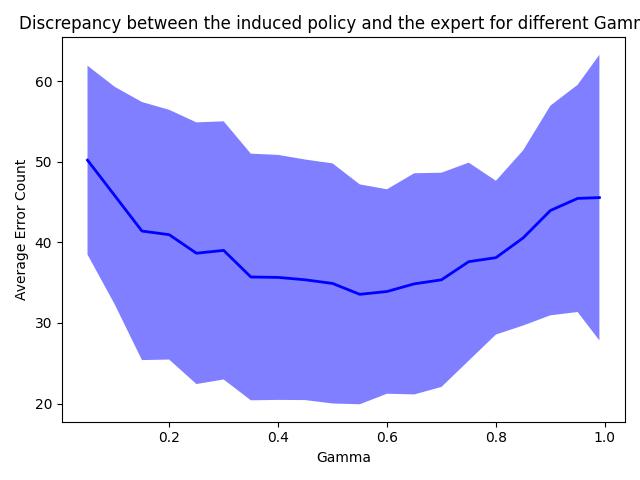 Discrepancy between the induced policy and the expert for different Gamm
60
50
40
30
20
Average Error Count
0.2 0.4 0.6 0.8 1.0
Gamma